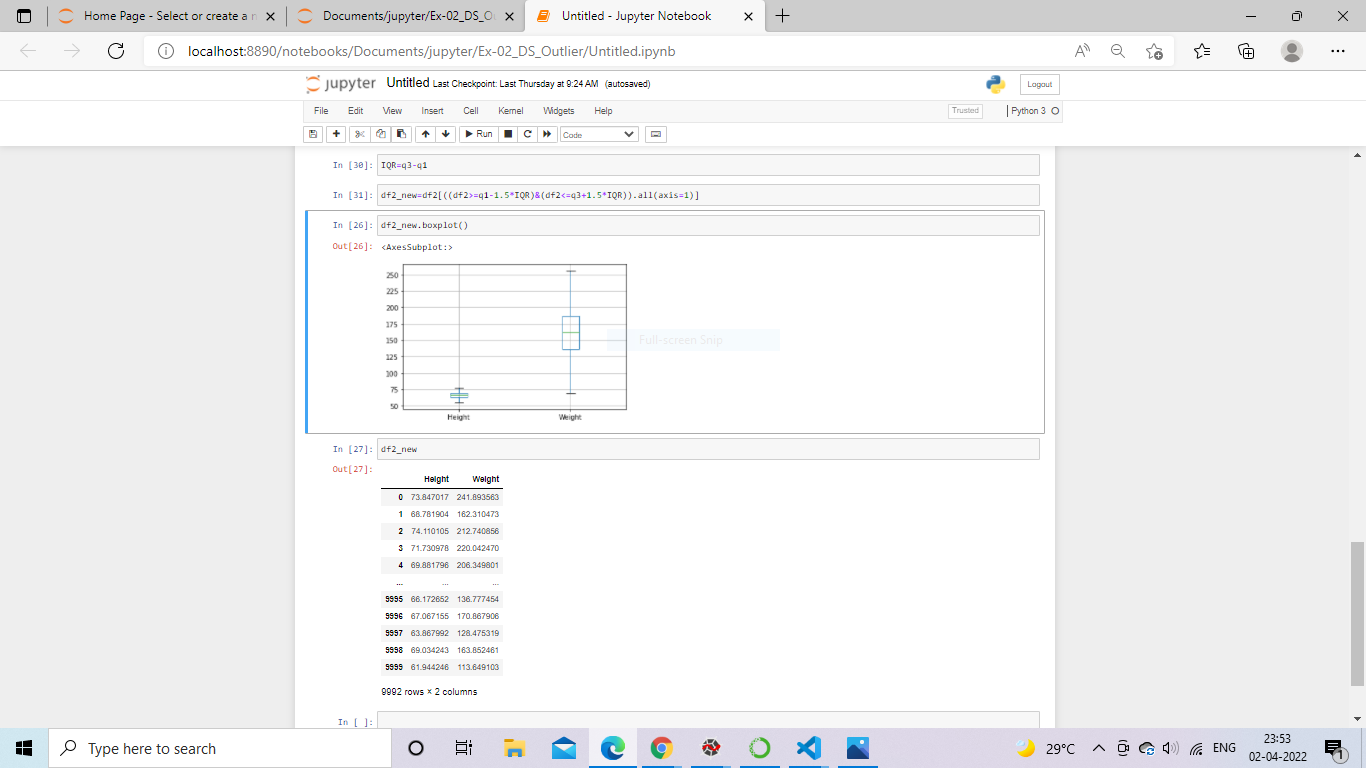 Home Page - Select or create a n
Documents/jupyter/Ex-02_DS_Ou
Untitled - Jupyter Notebook
localhost:8890/notebooks/Documents/jupyter/Ex-02_DS_Outlier/Untitled.ipynb
jupyter Untitled Last Checkpoint: Last Thursday at 9:24 AM (autosaved)
Logout
File Edit View Insert Cell Kernel Widgets Help
Trusted
Python 3
Run
Code
In [30]: IQR=q3-q1
In [31]: df2_new=df2[((df2>=q1-1.5*IQR)&(df2<=q3+1.5*IQR)).all(axis=1)]
In [26]: df2_new.boxplot()
Out[26]: <AxesSubplot:>
250
225
200
175
150
125
100
75
50
Height Weight
Full-screen Snip
In [27]: df2_new
Out[27]:
Height Weight
0 73.847017 241.893563
1 68.781904 162.310473
2 74.110105 212.740856
3 71.730978 220.042470
4 69.881796 206.349801
... ... ...
9995 66.172652 136.777454
9996 67.067155 170.867906
9997 63.867992 128.475319
9998 69.034243 163.852461
9999 61.944246 113.649103
9992 rows × 2 columns
In [ ]:
Type here to search
29°C
ENG
23:53
02-04-2022
1